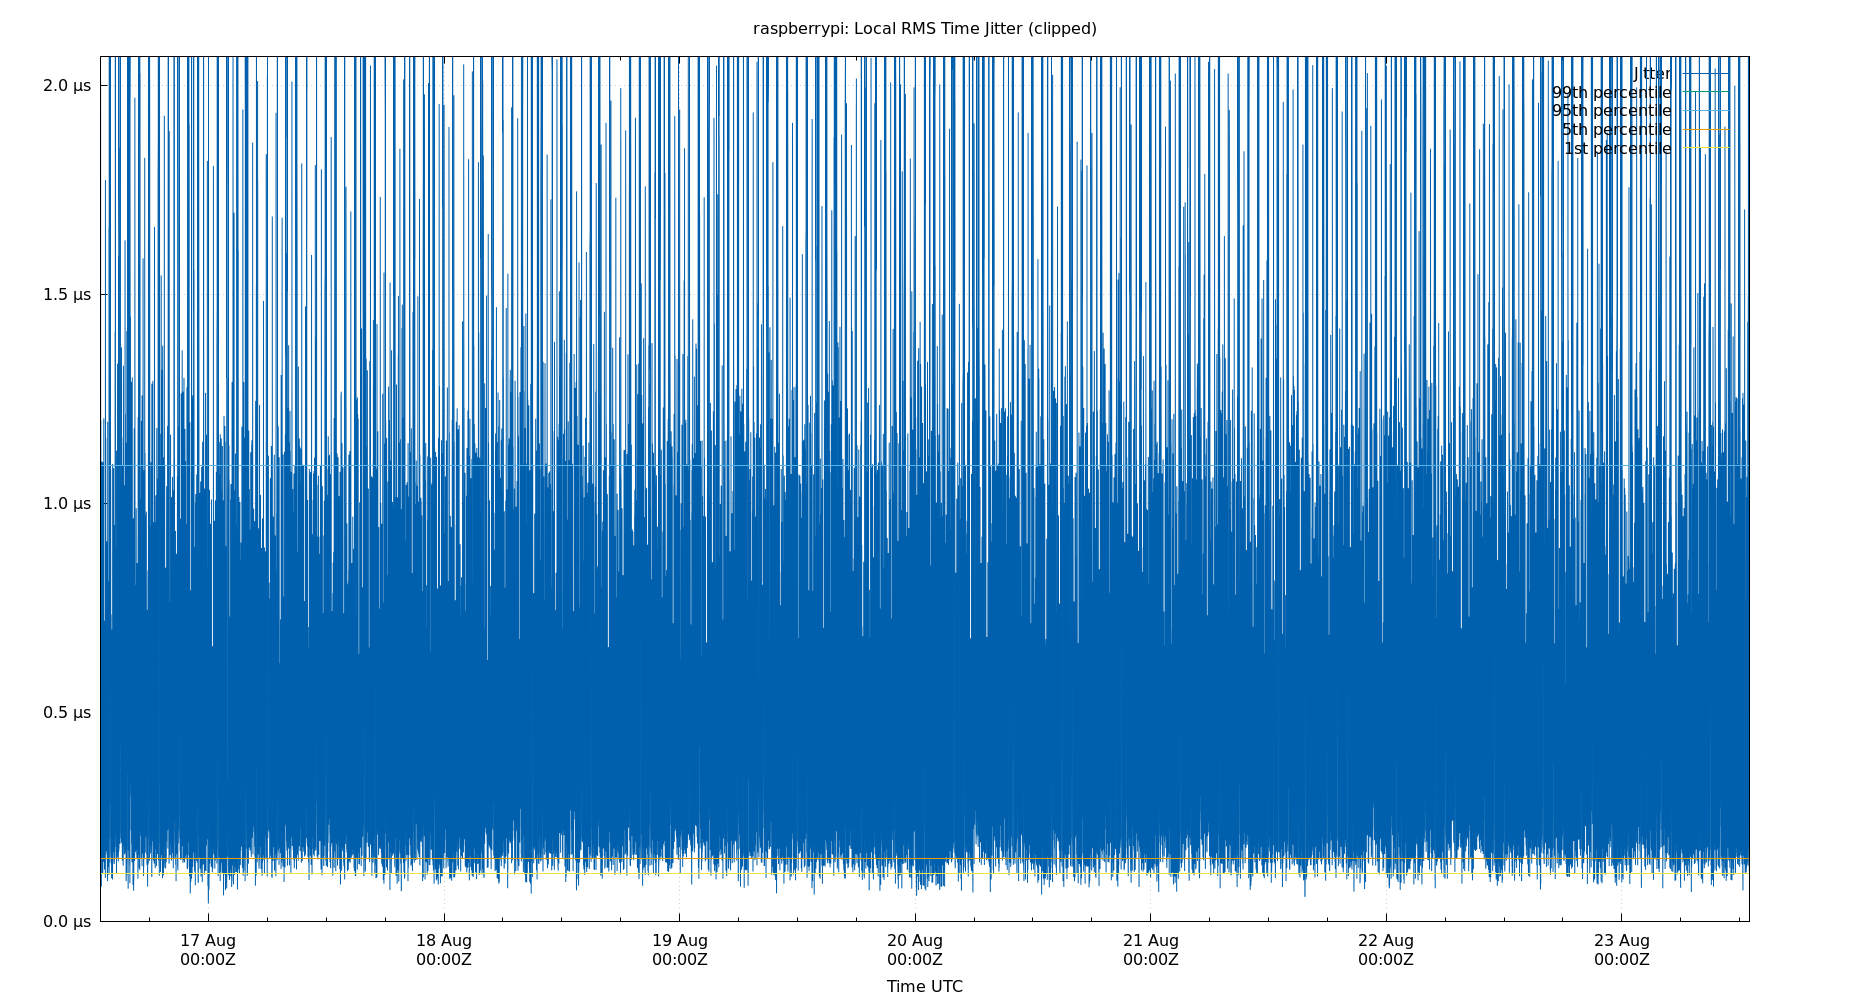 raspberrypi: Local RMS Time Jitter (clipped)
2.0 µs
1.5 µs
1.0 µs
0.5 µs
0.0 µs
Jitter
99th percentile
95th percentile
5th percentile
1st percentile
17 Aug 18 Aug 19 Aug 20 Aug 21 Aug 22 Aug 23 Aug
00:00Z 00:00Z 00:00Z 00:00Z 00:00Z 00:00Z 00:00Z
Time UTC